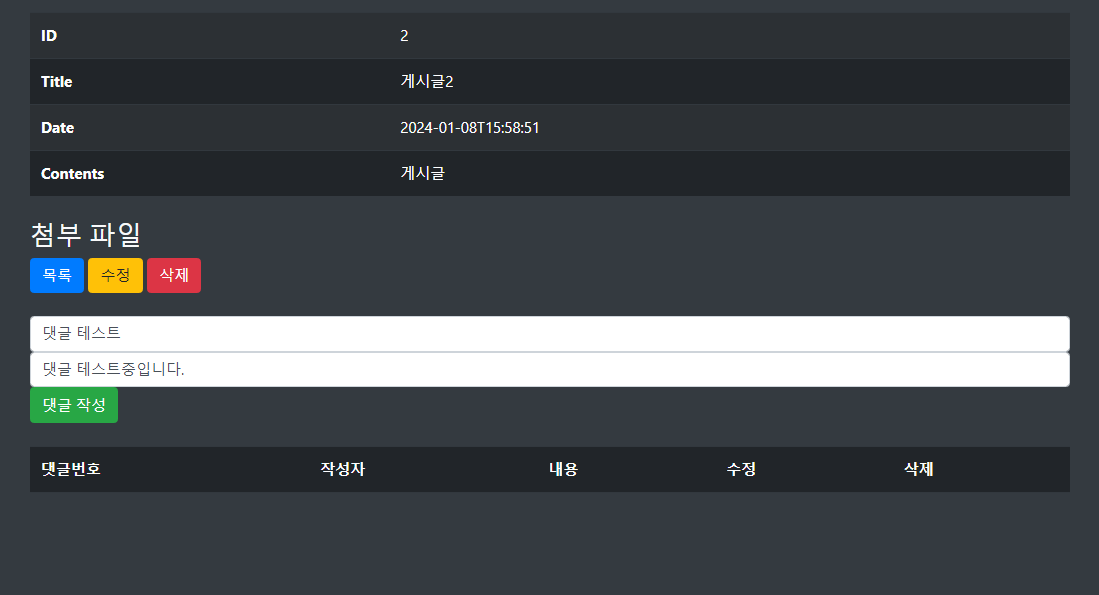 ID 2
Title 게시글2
Date 2024-01-08T15:58:51
Contents 게시글
첨부 파일
목록 수정 삭제
댓글 테스트
댓글 테스트중입니다.
댓글 작성
댓글번호 작성자 내용 수정 삭제